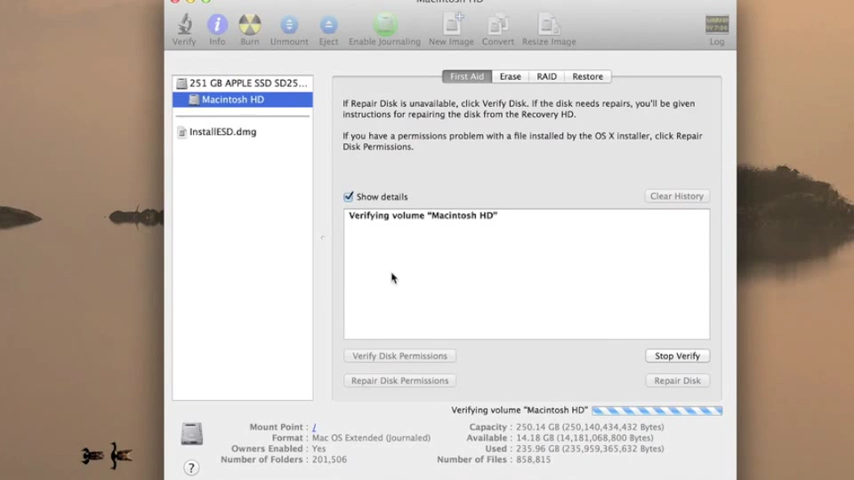 Macintosh HD
Verify
Info
Burn
Unmount
Eject
Enable Journaling
New Image
Convert
Resize Image
Log
251 GB APPLE SSD SD25...
Macintosh HD
InstallESD.dmg
First Aid
Erase
RAID
Restore
If Repair Disk is unavailable, click Verify Disk. If the disk needs repairs, you'll be given
instructions for repairing the disk from the Recovery HD.
If you have a permissions problem with a file installed by the OS X installer, click Repair
Disk Permissions.
Show details
Clear History
Verifying volume "Macintosh HD"
Verify Disk Permissions
Stop Verify
Repair Disk Permissions
Repair Disk
Verifying volume "Macintosh HD"
Mount Point : /
Format : Mac OS Extended (Journaled)
Owners Enabled : Yes
Number of Folders : 201,506
Capacity : 250.14 GB (250,140,434,432 Bytes)
Available : 14.18 GB (14,181,068,800 Bytes)
Used : 235.96 GB (235,959,365,632 Bytes)
Number of Files : 858,815
?